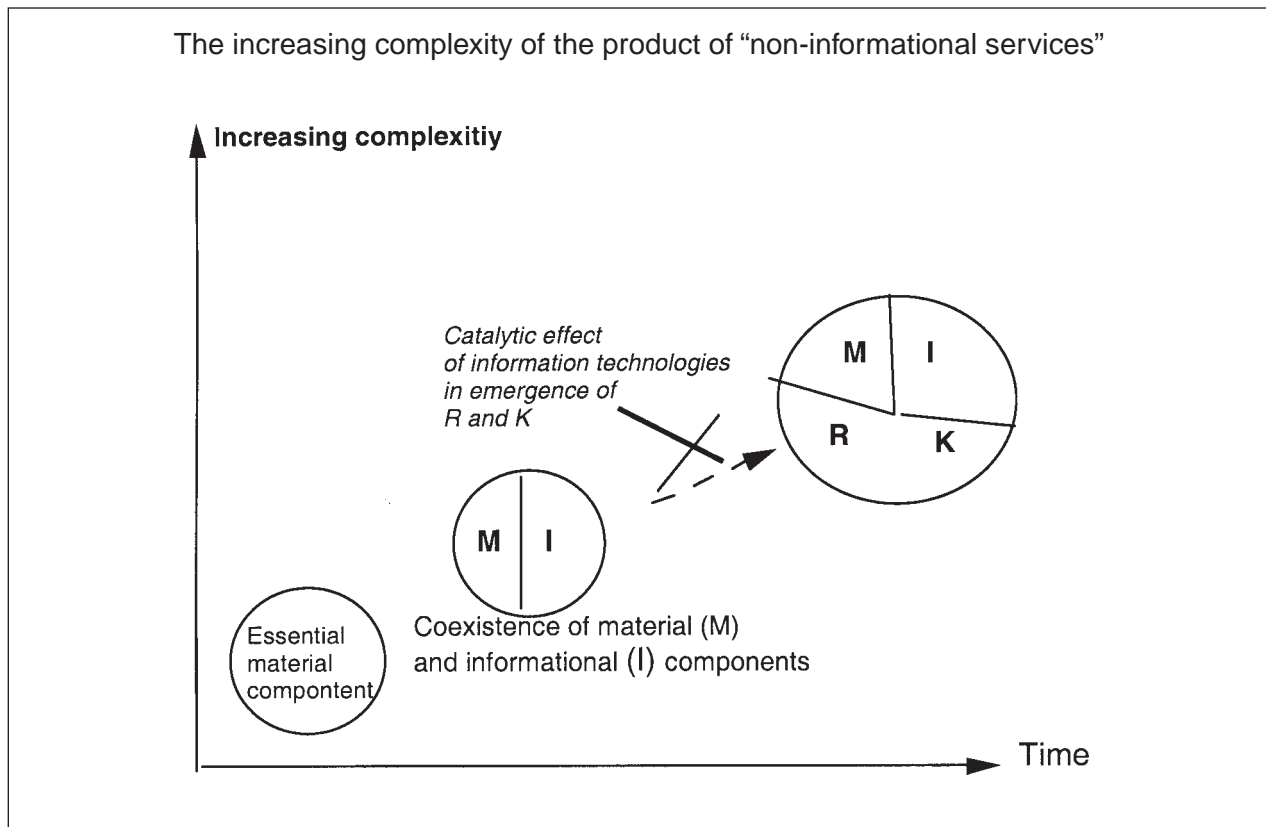 The increasing complexity of the product of “non-informational services”
Increasing complexitiy
Catalytic effect
of information technologies
in emergence of
R and K
M
I
R
K
M
I
Essential
material
compontent
Coexistence of material (M)
and informational (I) components
Time